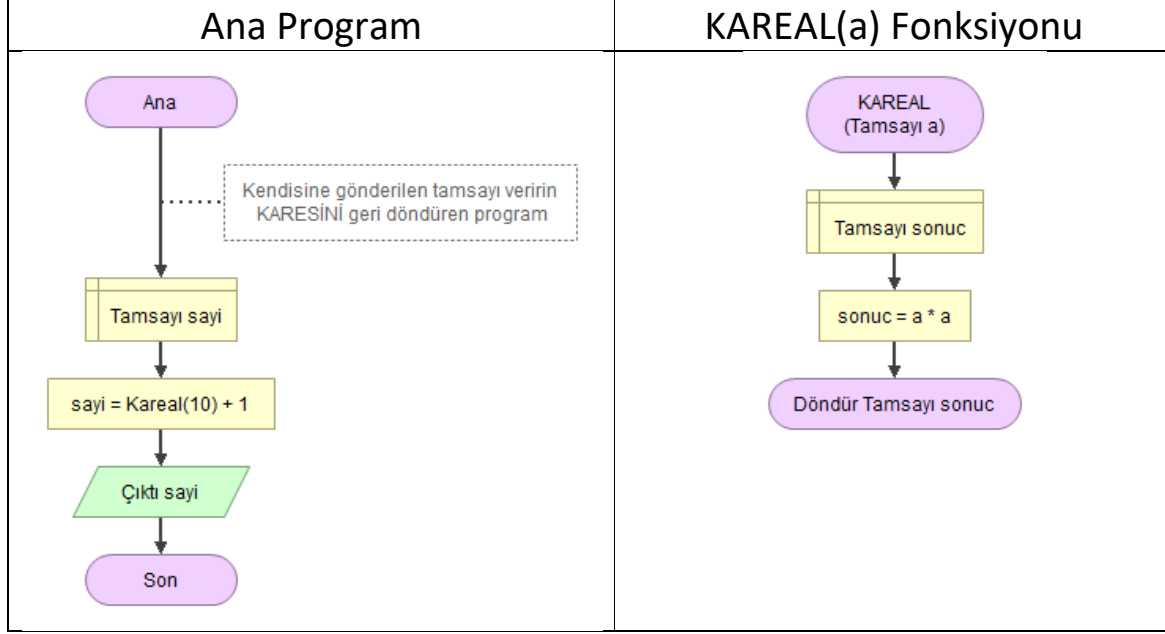 Ana Program
Ana
Kendisine gönderilen tamsayı veririn
KARESİNİ geri döndüren program
Tamsayı sayi
sayi = Kareal(10) + 1
Çıktı sayi
Son
KAREAL(a) Fonksiyonu
KAREAL
(Tamsayı a)
Tamsayı sonuc
sonuc = a * a
Döndür Tamsayı sonuc